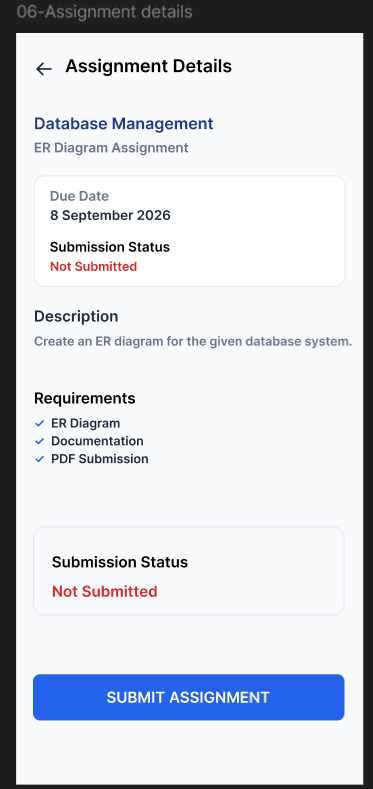 06-Assignment details
Assignment Details
Database Management
ER Diagram Assignment
Due Date
8 September 2026
Submission Status
Not Submitted
Description
Create an ER diagram for the given database system.
Requirements
ER Diagram
Documentation
PDF Submission
Submission Status
Not Submitted
SUBMIT ASSIGNMENT